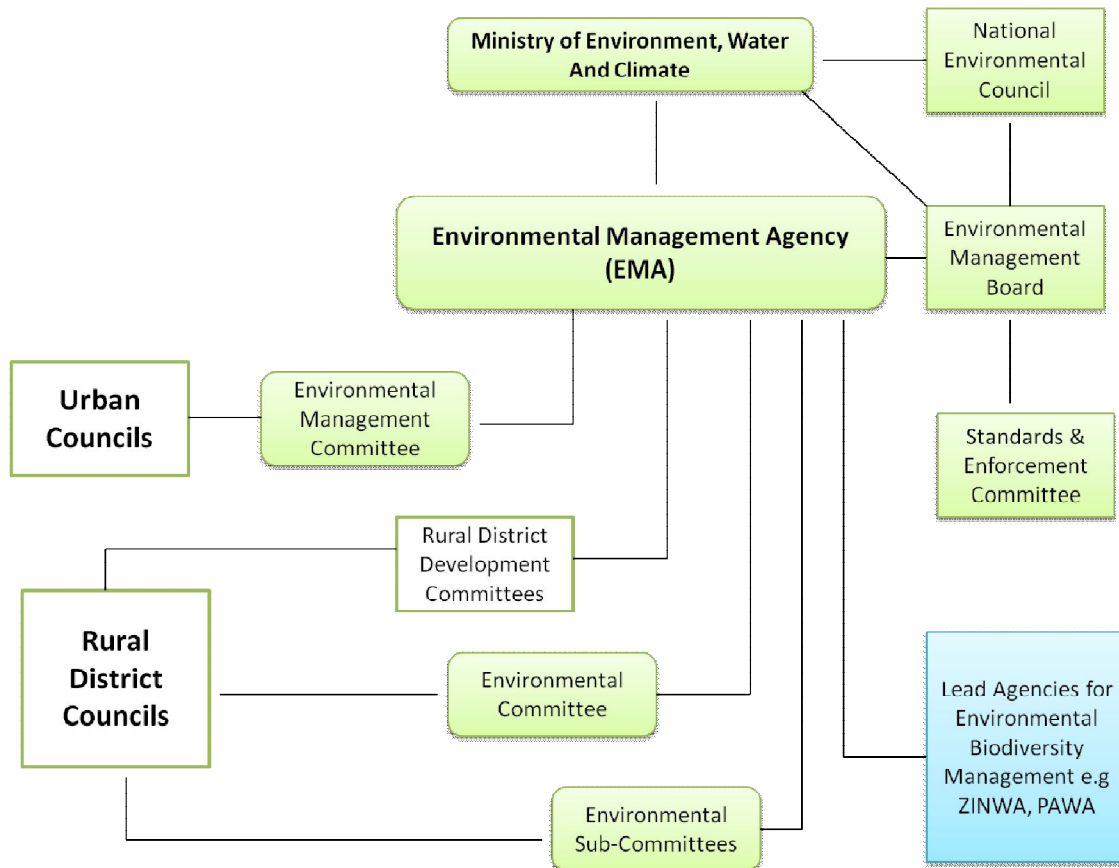 Ministry of Environment, Water
And Climate
National
Environmental
Council
Environmental Management Agency
(EMA)
Environmental
Management
Board
Urban
Councils
Environmental
Management
Committee
Standards &
Enforcement
Committee
Rural District
Development
Committees
Rural
District
Councils
Environmental
Committee
Lead Agencies for
Environmental
Biodiversity
Management e.g
ZINWA, PAWA
Environmental
Sub-Committees